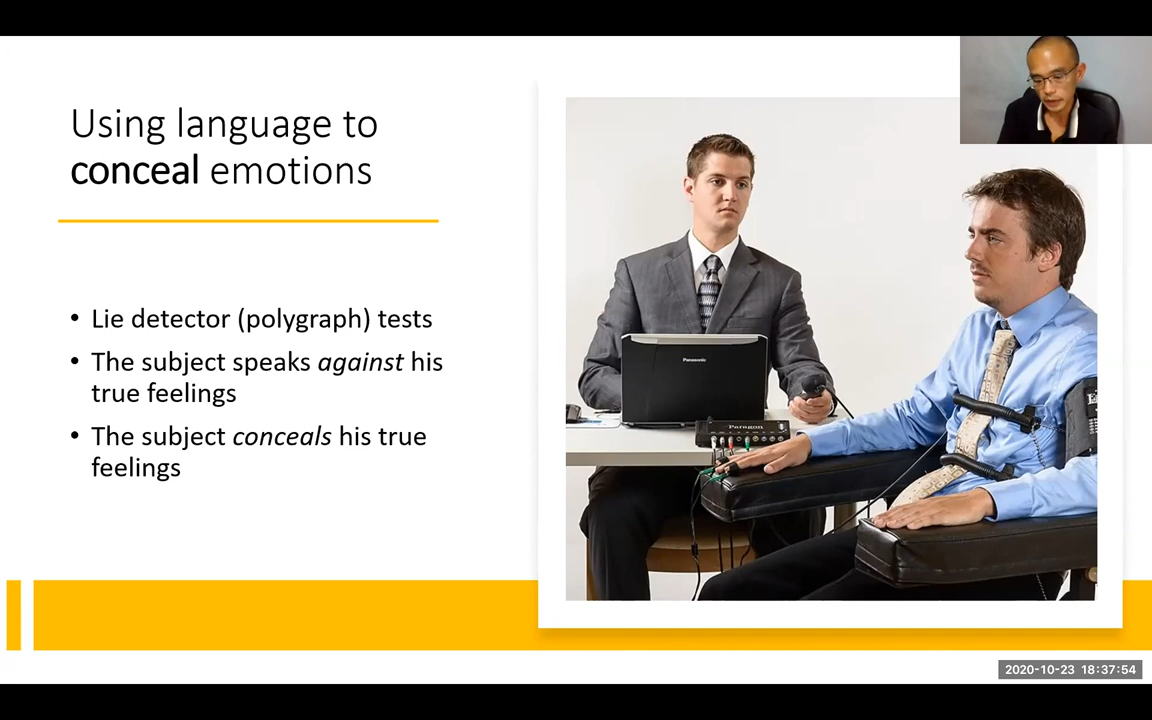 Using language to
conceal emotions
• Lie detector (polygraph) tests
• The subject speaks against his
true feelings
• The subject conceals his true
feelings
Panasonic
Paragon
2020-10-23 18:37:54